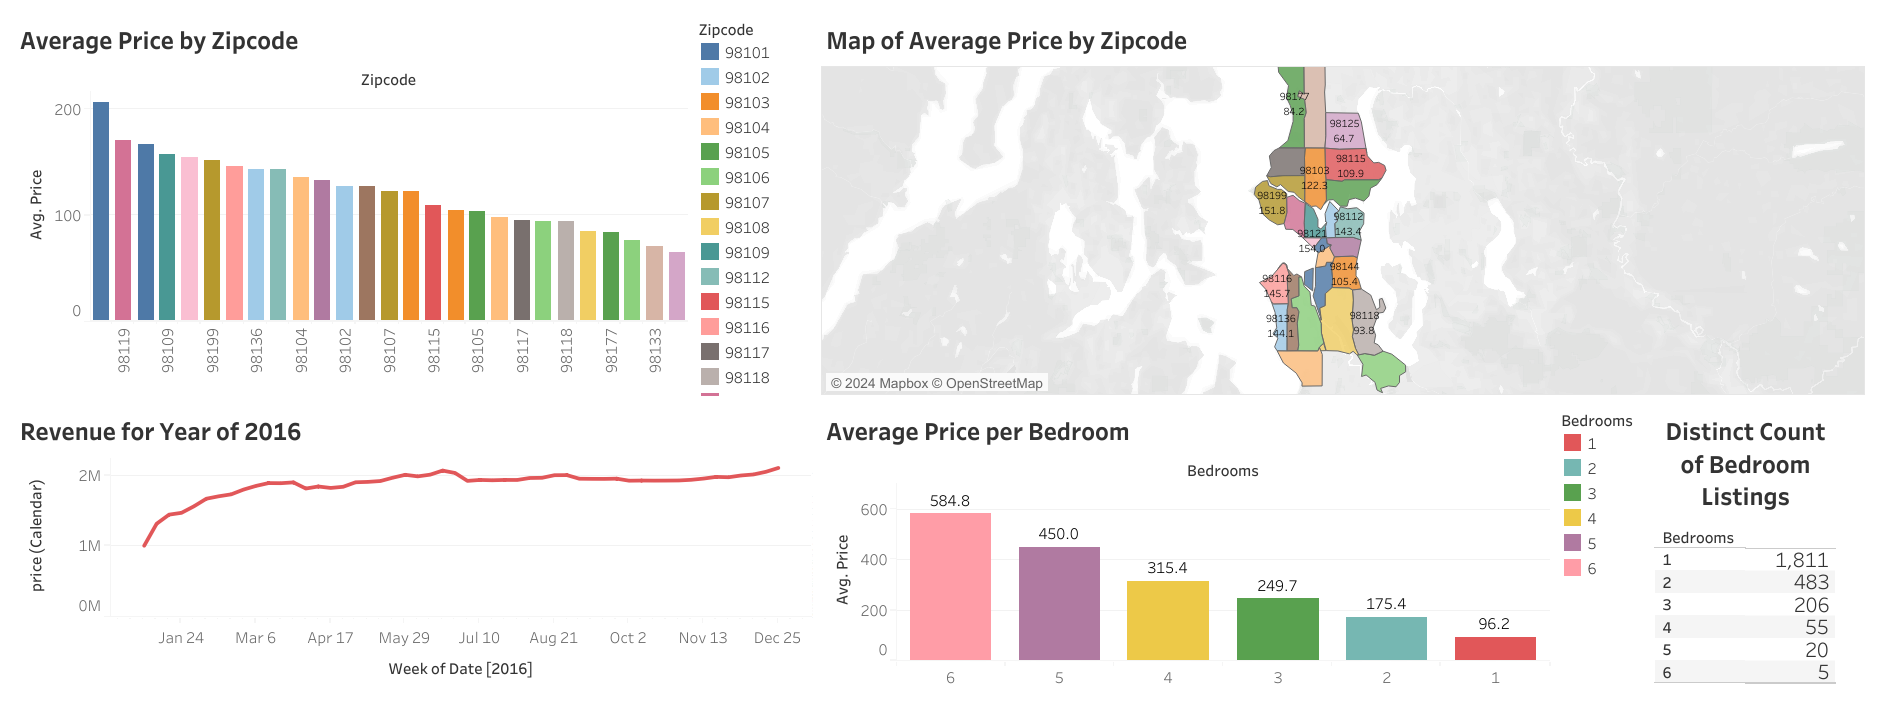 Average Price by Zipcode
Zipcode
200
100
0
Avg. Price
98119
98109
98199
98136
98104
98102
98107
98115
98105
98117
98118
98177
98133
Zipcode
98101
98102
98103
98104
98105
98106
98107
98108
98109
98112
98115
98116
98117
98118
Map of Average Price by Zipcode
98177
84.2
98125
64.7
98115
109.9
98103
122.3
98199
151.8
98112
143.4
98121
154.0
98144
105.4
98116
145.7
98136
144.1
98118
93.8
© 2024 Mapbox © OpenStreetMap
Revenue for Year of 2016
2M
1M
0M
price (Calendar)
Jan 24
Mar 6
Apr 17
May 29
Jul 10
Aug 21
Oct 2
Nov 13
Dec 25
Week of Date [2016]
Average Price per Bedroom
Bedrooms
600
400
200
0
Avg. Price
584.8
450.0
315.4
249.7
175.4
96.2
6
5
4
3
2
1
Bedrooms
1
2
3
4
5
6
Distinct Count
of Bedroom
Listings
Bedrooms
1 1,811
2 483
3 206
4 55
5 20
6 5